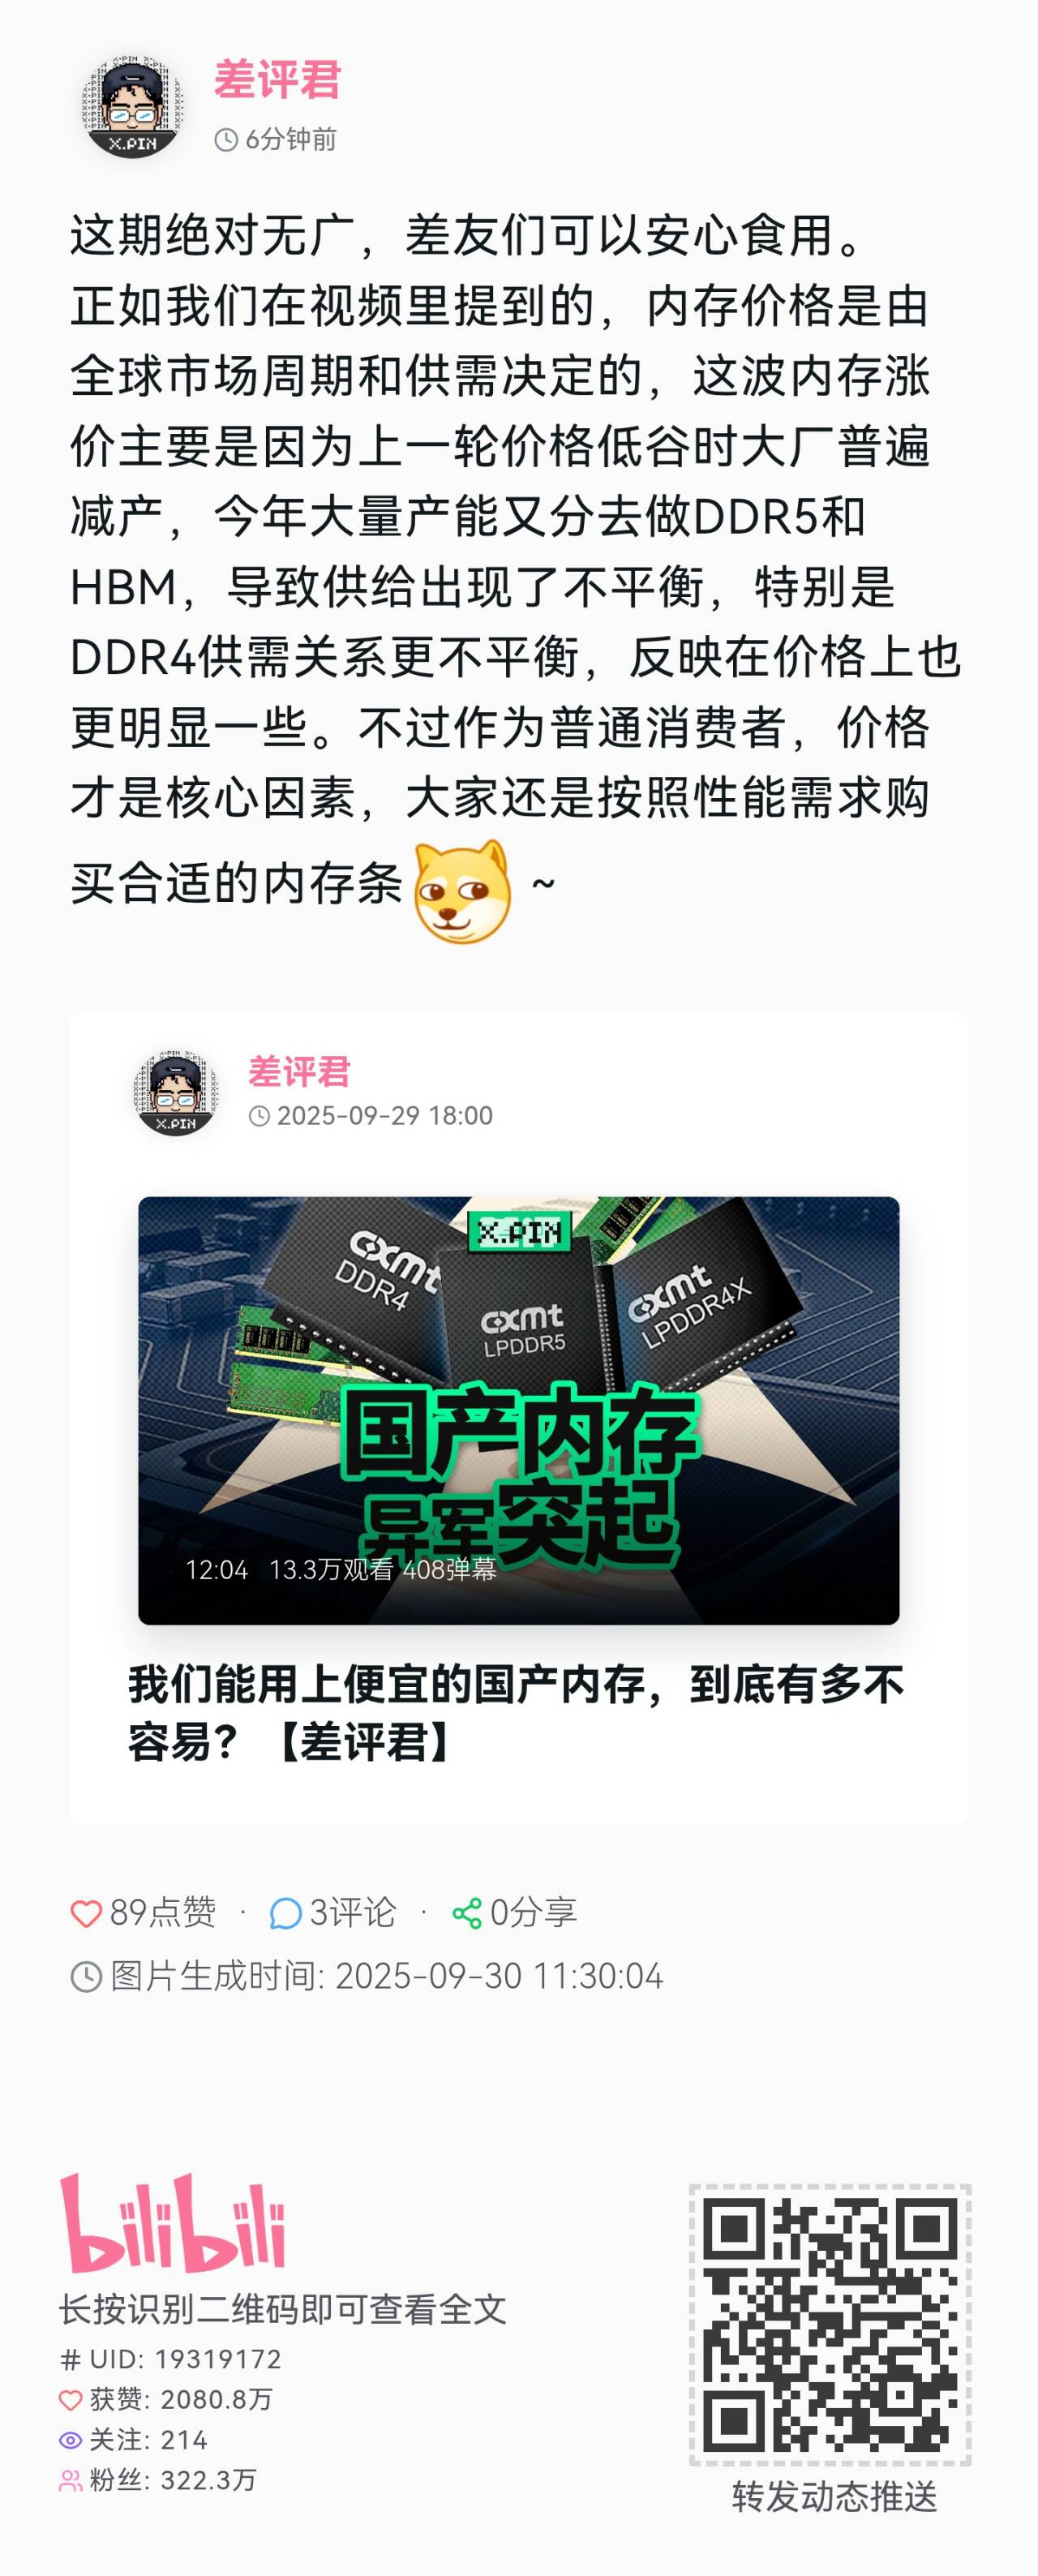 差评君
6分钟前
X.PIN
这期绝对无广，差友们可以安心食用。
正如我们在视频里提到的，内存价格是由
全球市场周期和供需决定的，这波内存涨
价主要是因为上一轮价格低谷时大厂普遍
减产，今年大量产能又分去做DDR5和
HBM，导致供给出现了不平衡，特别是
DDR4供需关系更不平衡，反映在价格上也
更明显一些。不过作为普通消费者，价格
才是核心因素，大家还是按照性能需求购
买合适的内存条 ~
差评君
2025-09-29 18:00
X.PIN
X.PIN
cxmt
DDR4
cxmt
LPDDR5
cxmt
LPDDR4X
国产内存
异军突起
12:04 13.3万观看 408弹幕
我们能用上便宜的国产内存，到底有多不
容易？【差评君】
89点赞 · 3评论 · 0分享
图片生成时间: 2025-09-30 11:30:04
bilibili
长按识别二维码即可查看全文
UID: 19319172
获赞: 2080.8万
关注: 214
粉丝: 322.3万
转发动态推送